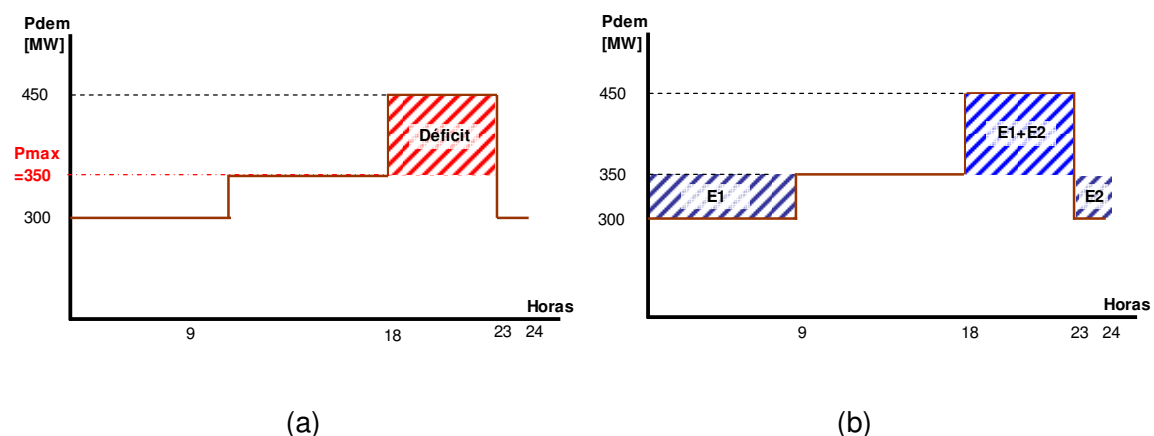 Pdem
[MW]
450
Déficit
Pmax
=350
300
Horas
9
18
23
24
(a)
Pdem
[MW]
450
E1+E2
350
E1
E2
300
Horas
9
18
23
24
(b)